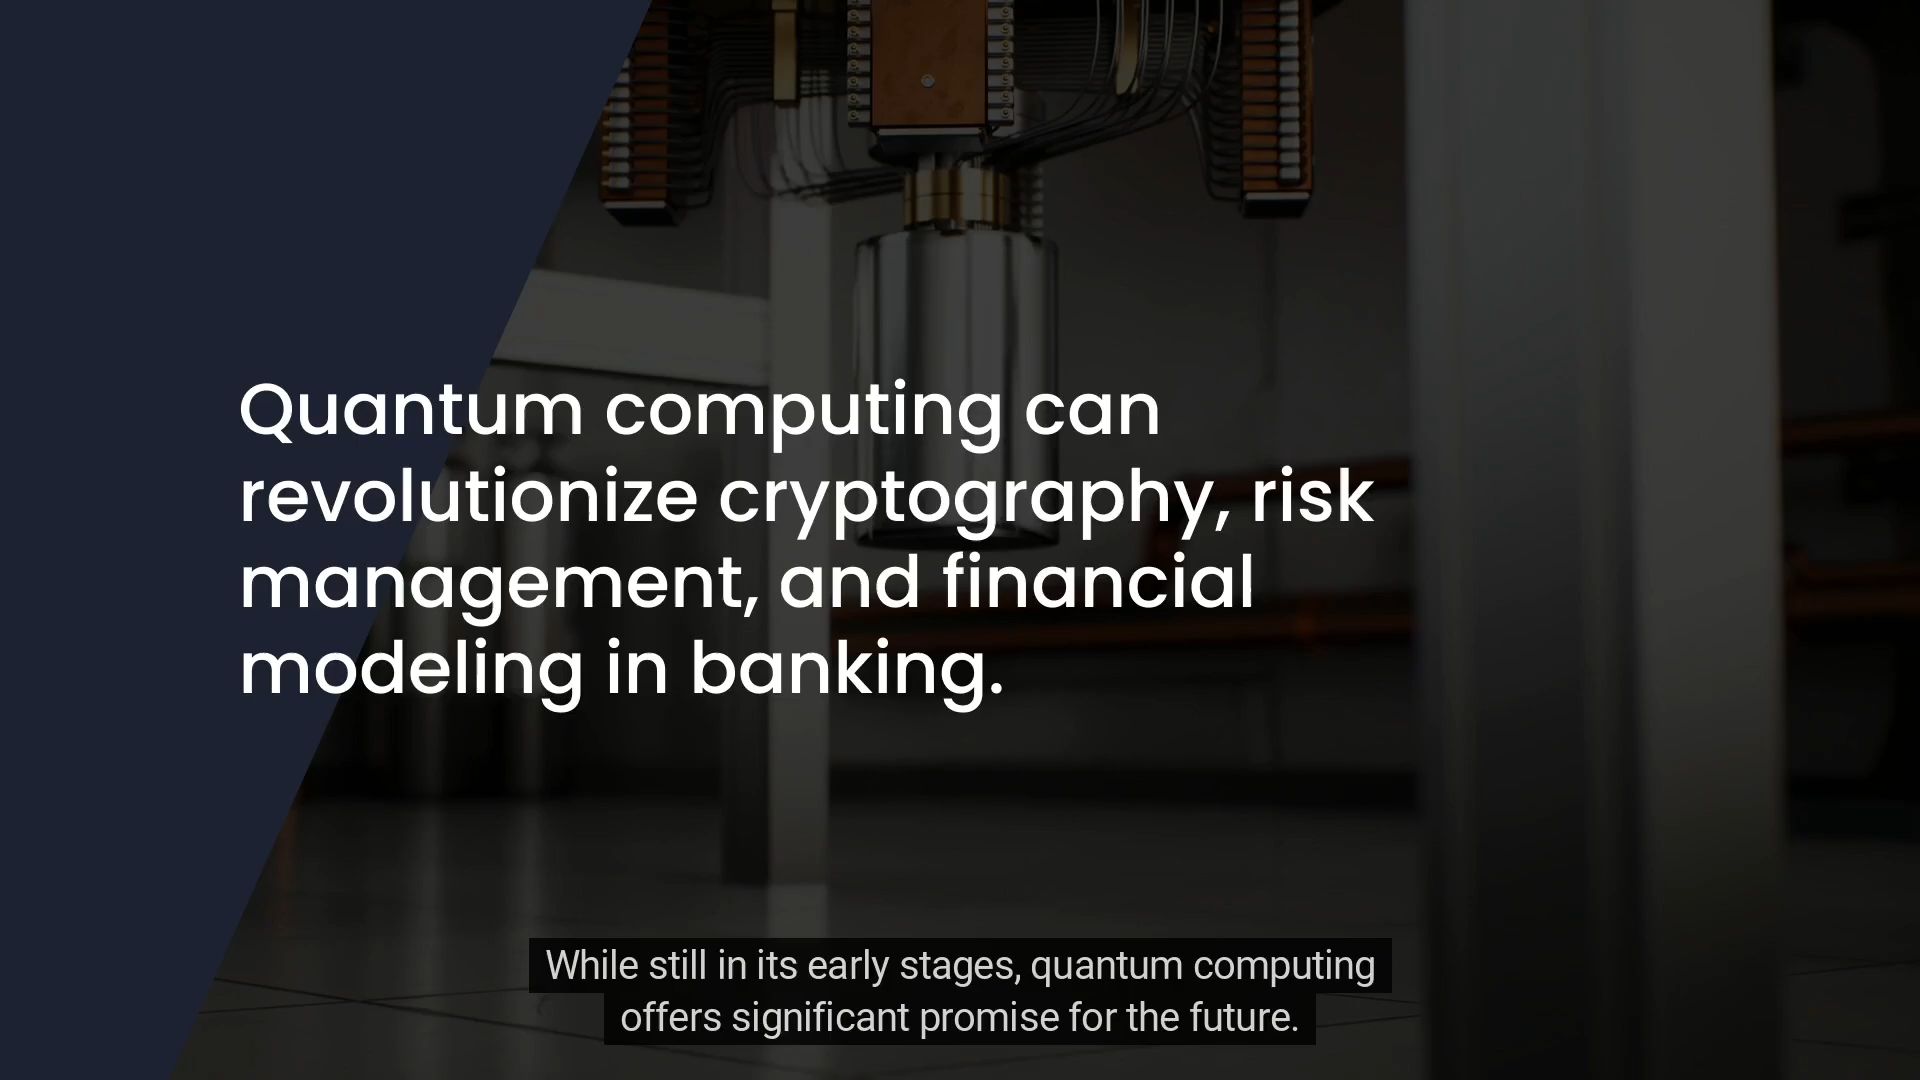 Quantum computing can
revolutionize cryptography, risk
management, and financial
modeling in banking.
While still in its early stages, quantum computing
offers significant promise for the future.